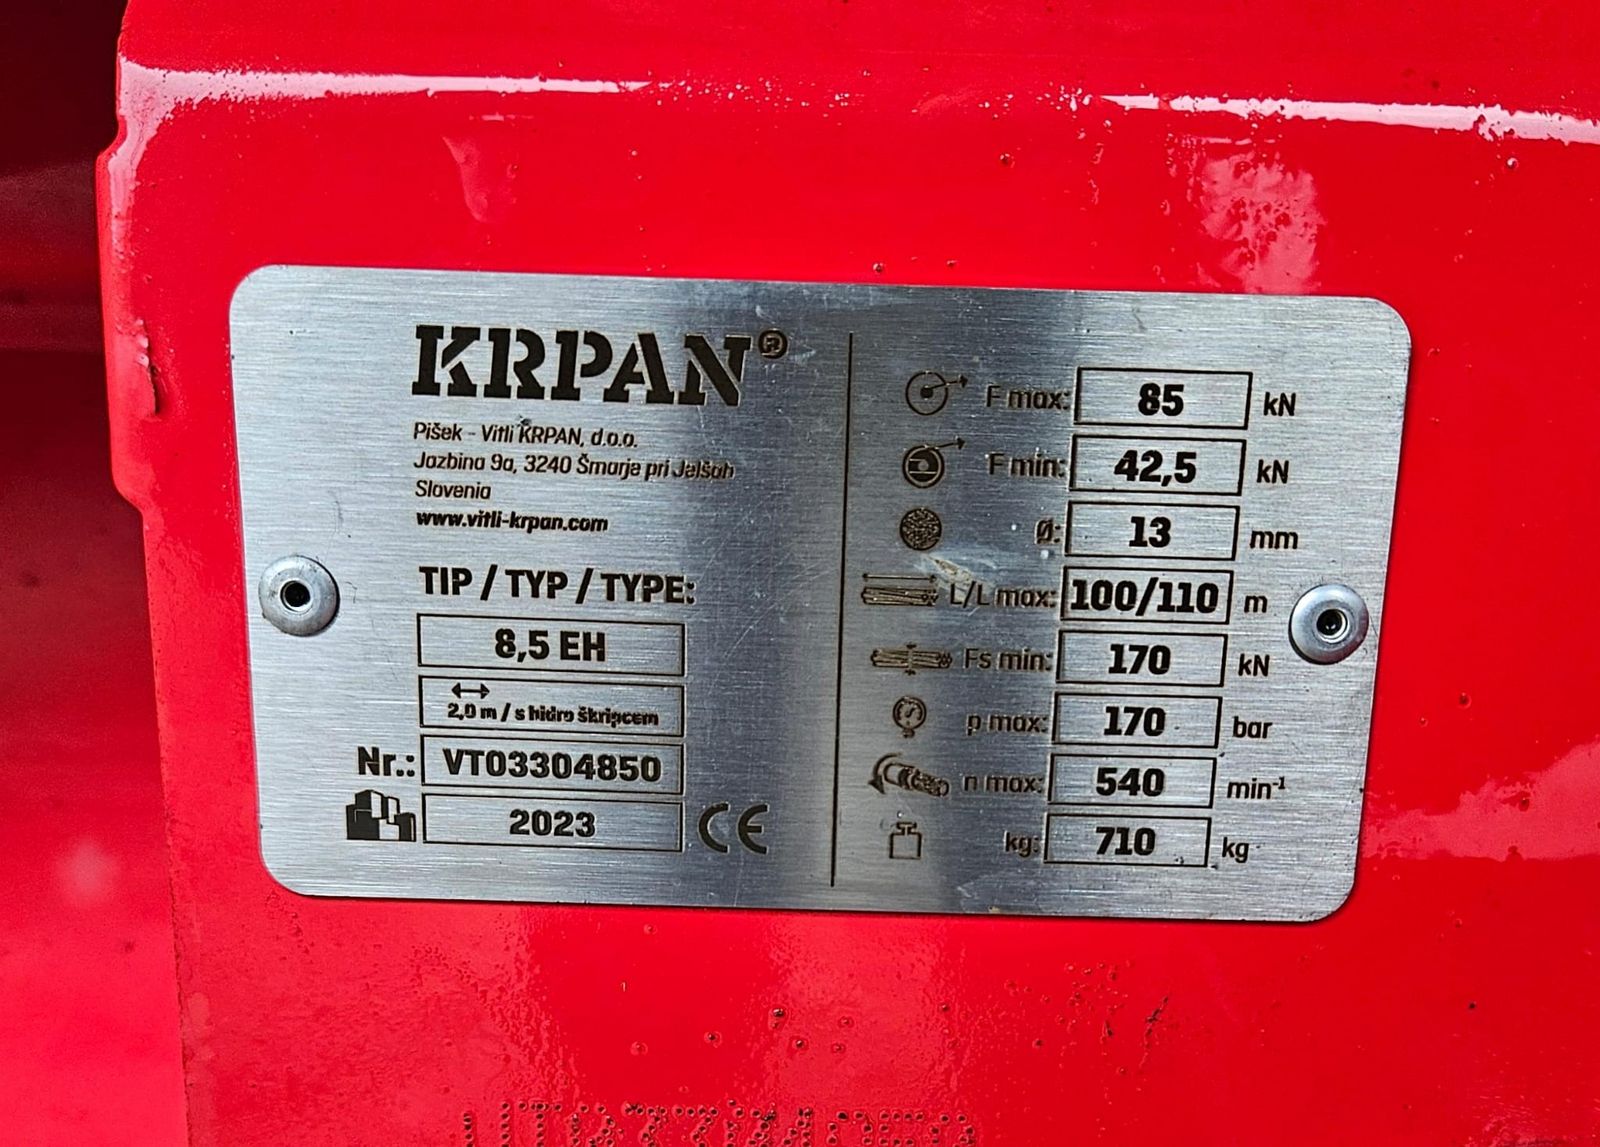 KRPAN®
Pišek - Vitli KRPAN, d.o.o.
Jazbina 9a, 3240 Šmarje pri Jelšah
Slovenia
www.vitli-krpan.com
TIP / TYP / TYPE:
8,5 EH
2,0 m / s hidro škripcem
Nr.: VT03304850
2023 CE
F max: 85 kN
F min: 42,5 kN
Ø: 13 mm
L/L max: 100/110 m
Fs min: 170 kN
p max: 170 bar
n max: 540 min-1
kg: 710 kg